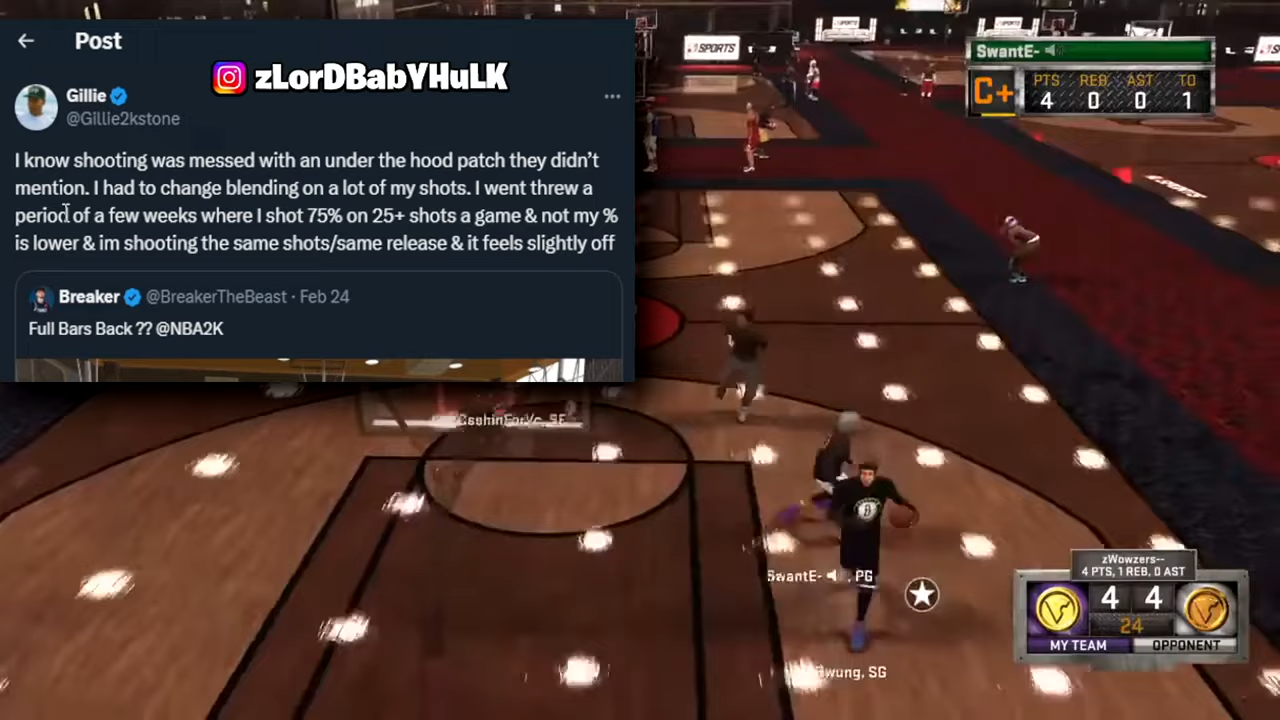 Post
zLorDBabYHuLK
Gillie
@Gillie2kstone
I know shooting was messed with an under the hood patch they didn't
mention. I had to change blending on a lot of my shots. I went threw a
period of a few weeks where I shot 75% on 25+ shots a game & not my %
is lower & im shooting the same shots/same release & it feels slightly off
Breaker @BreakerTheBeast · Feb 24
Full Bars Back ?? @NBA2K
SPORTS
SwantE-
C+
PTS REB AST TO
4 0 0 1
SwantE- , PG
wung, SG
zWowzers--
4 PTS, 1 REB, 0 AST
4 4
24
MY TEAM OPPONENT